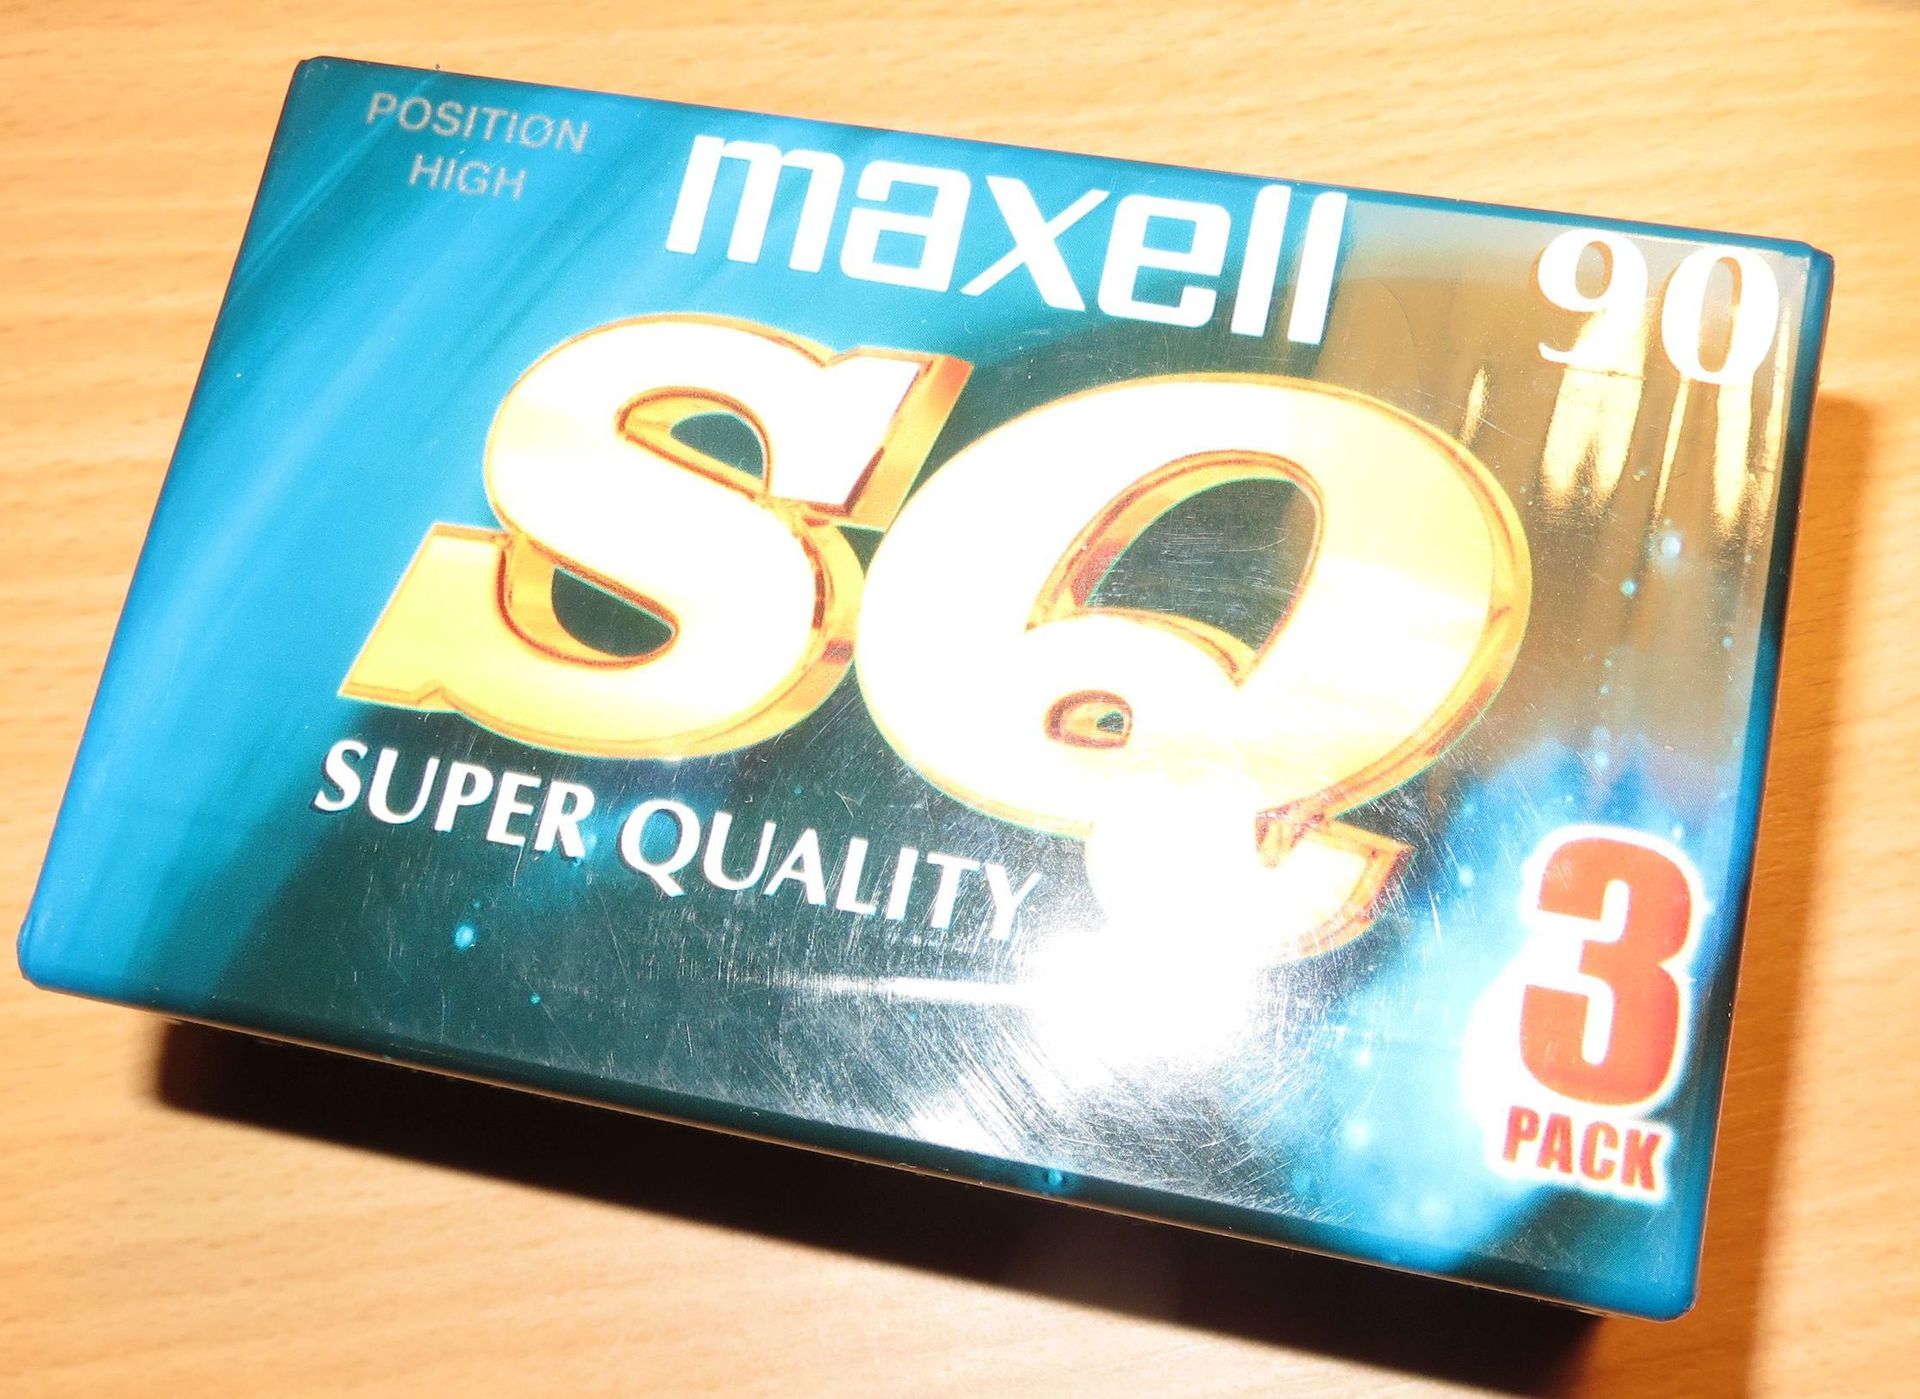 POSITION
HIGH
maxell
90
SQ
SUPER QUALITY
3
PACK